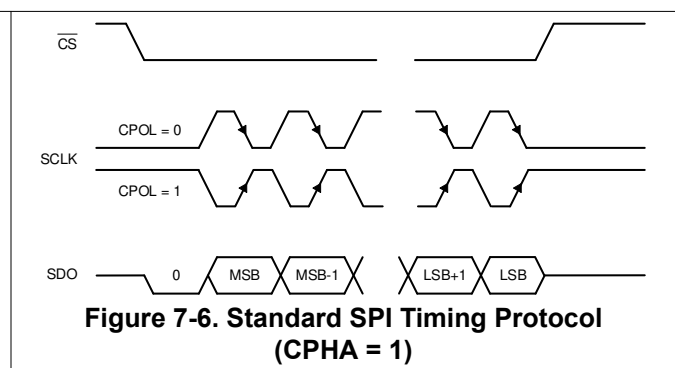 CS
CPOL = 0
SCLK
CPOL = 1
SDO 0 MSB MSB-1 LSB+1 LSB
Figure 7-6. Standard SPI Timing Protocol
(CPHA = 1)